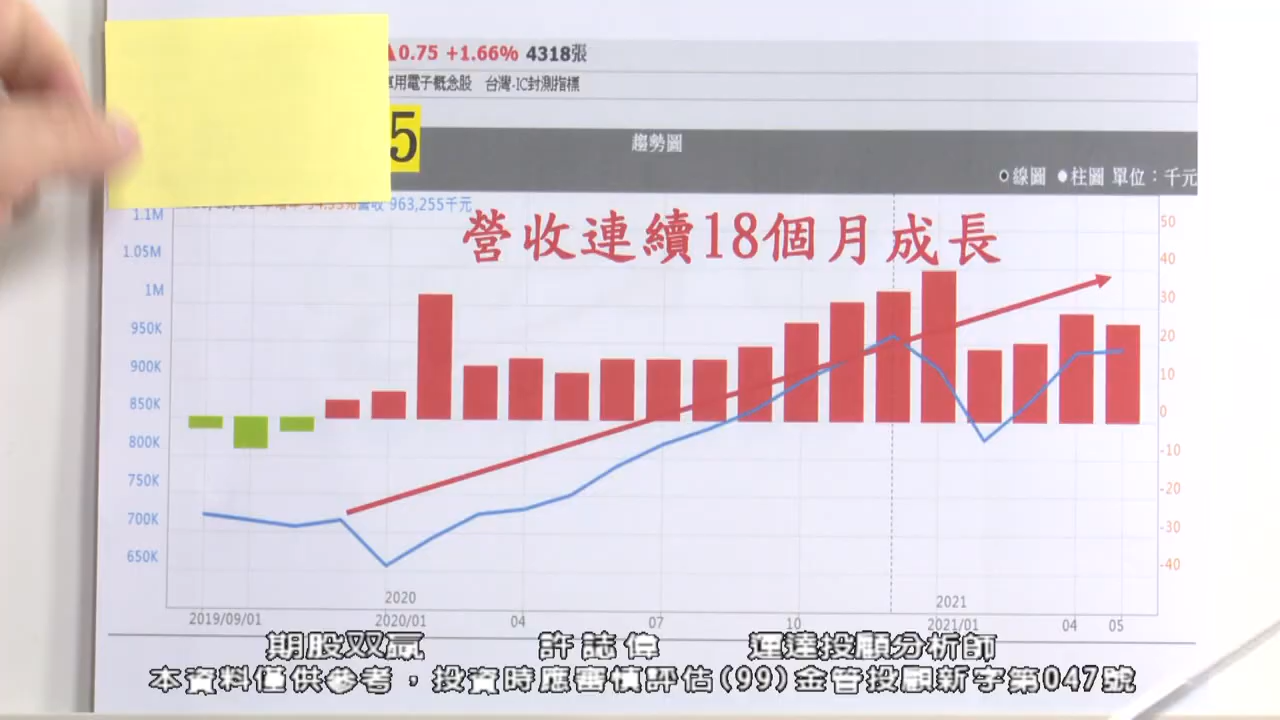 ▲0.75 +1.66% 4318張
用電子概念股 台灣-IC封測指標
5
趨勢圖
線圖 柱圖 單位：千元
營收 963,255千元
營收連續18個月成長
1.1M
1.05M
1M
950K
900K
850K
800K
750K
700K
650K
50
40
30
20
10
0
-10
-20
-30
-40
2020
2021
2019/09/01
2020/01
04
07
10
2021/01
04
05
期股双贏 許誌偉 運達投顧分析師
本資料僅供參考，投資時應審慎評估(99)金管投顧新字第047號